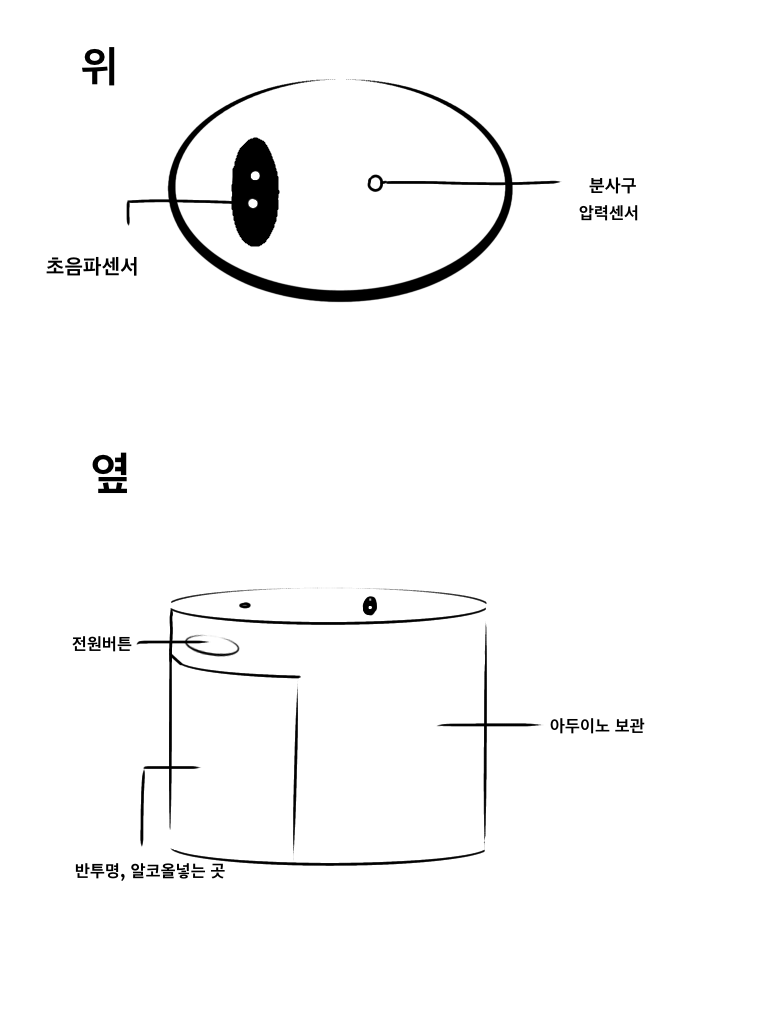 위
분사구
압력센서
초음파센서
옆
전원버튼
아두이노 보관
반투명, 알코올넣는 곳